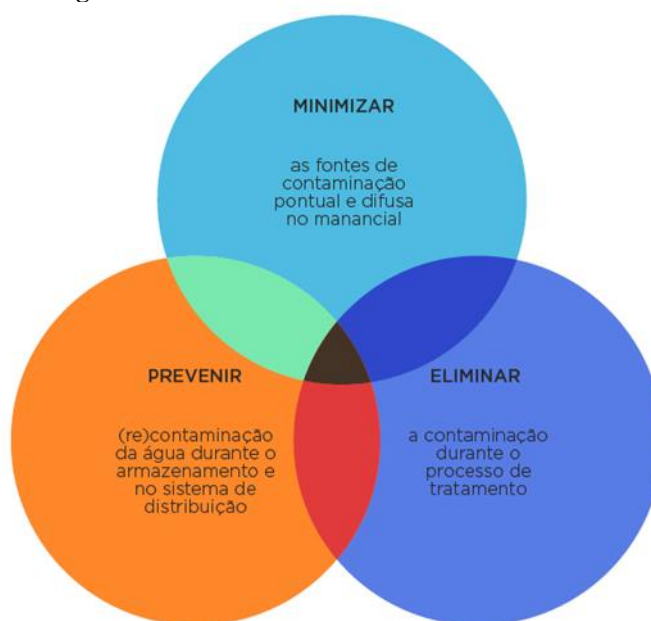 MINIMIZAR
as fontes de
contaminação
pontual e difusa
no manancial
PREVENIR
(re)contaminação
da água durante o
armazenamento e
no sistema de
distribuição
ELIMINAR
a contaminação
durante o
processo de
tratamento